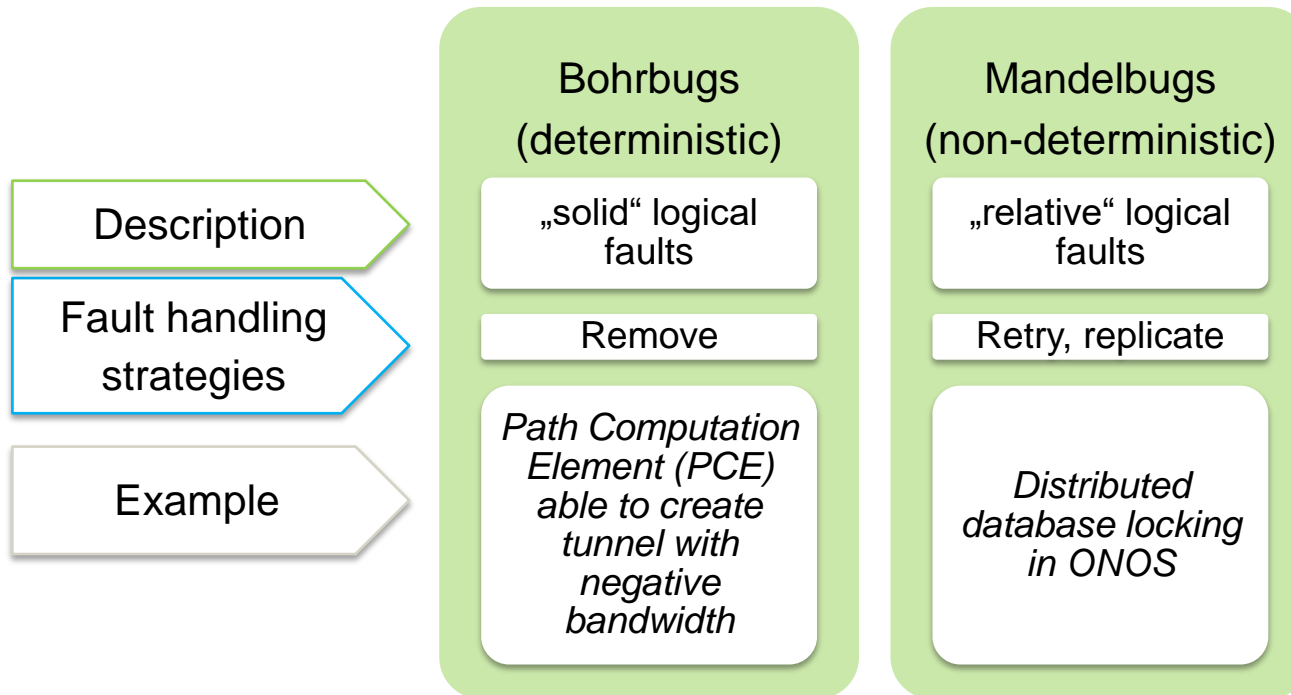 Bohrbugs
(deterministic)
Mandelbugs
(non-deterministic)
Description
„solid“ logical
faults
„relative“ logical
faults
Fault handling
strategies
Remove
Retry, replicate
Example
Path Computation
Element (PCE)
able to create
tunnel with
negative
bandwidth
Distributed
database locking
in ONOS